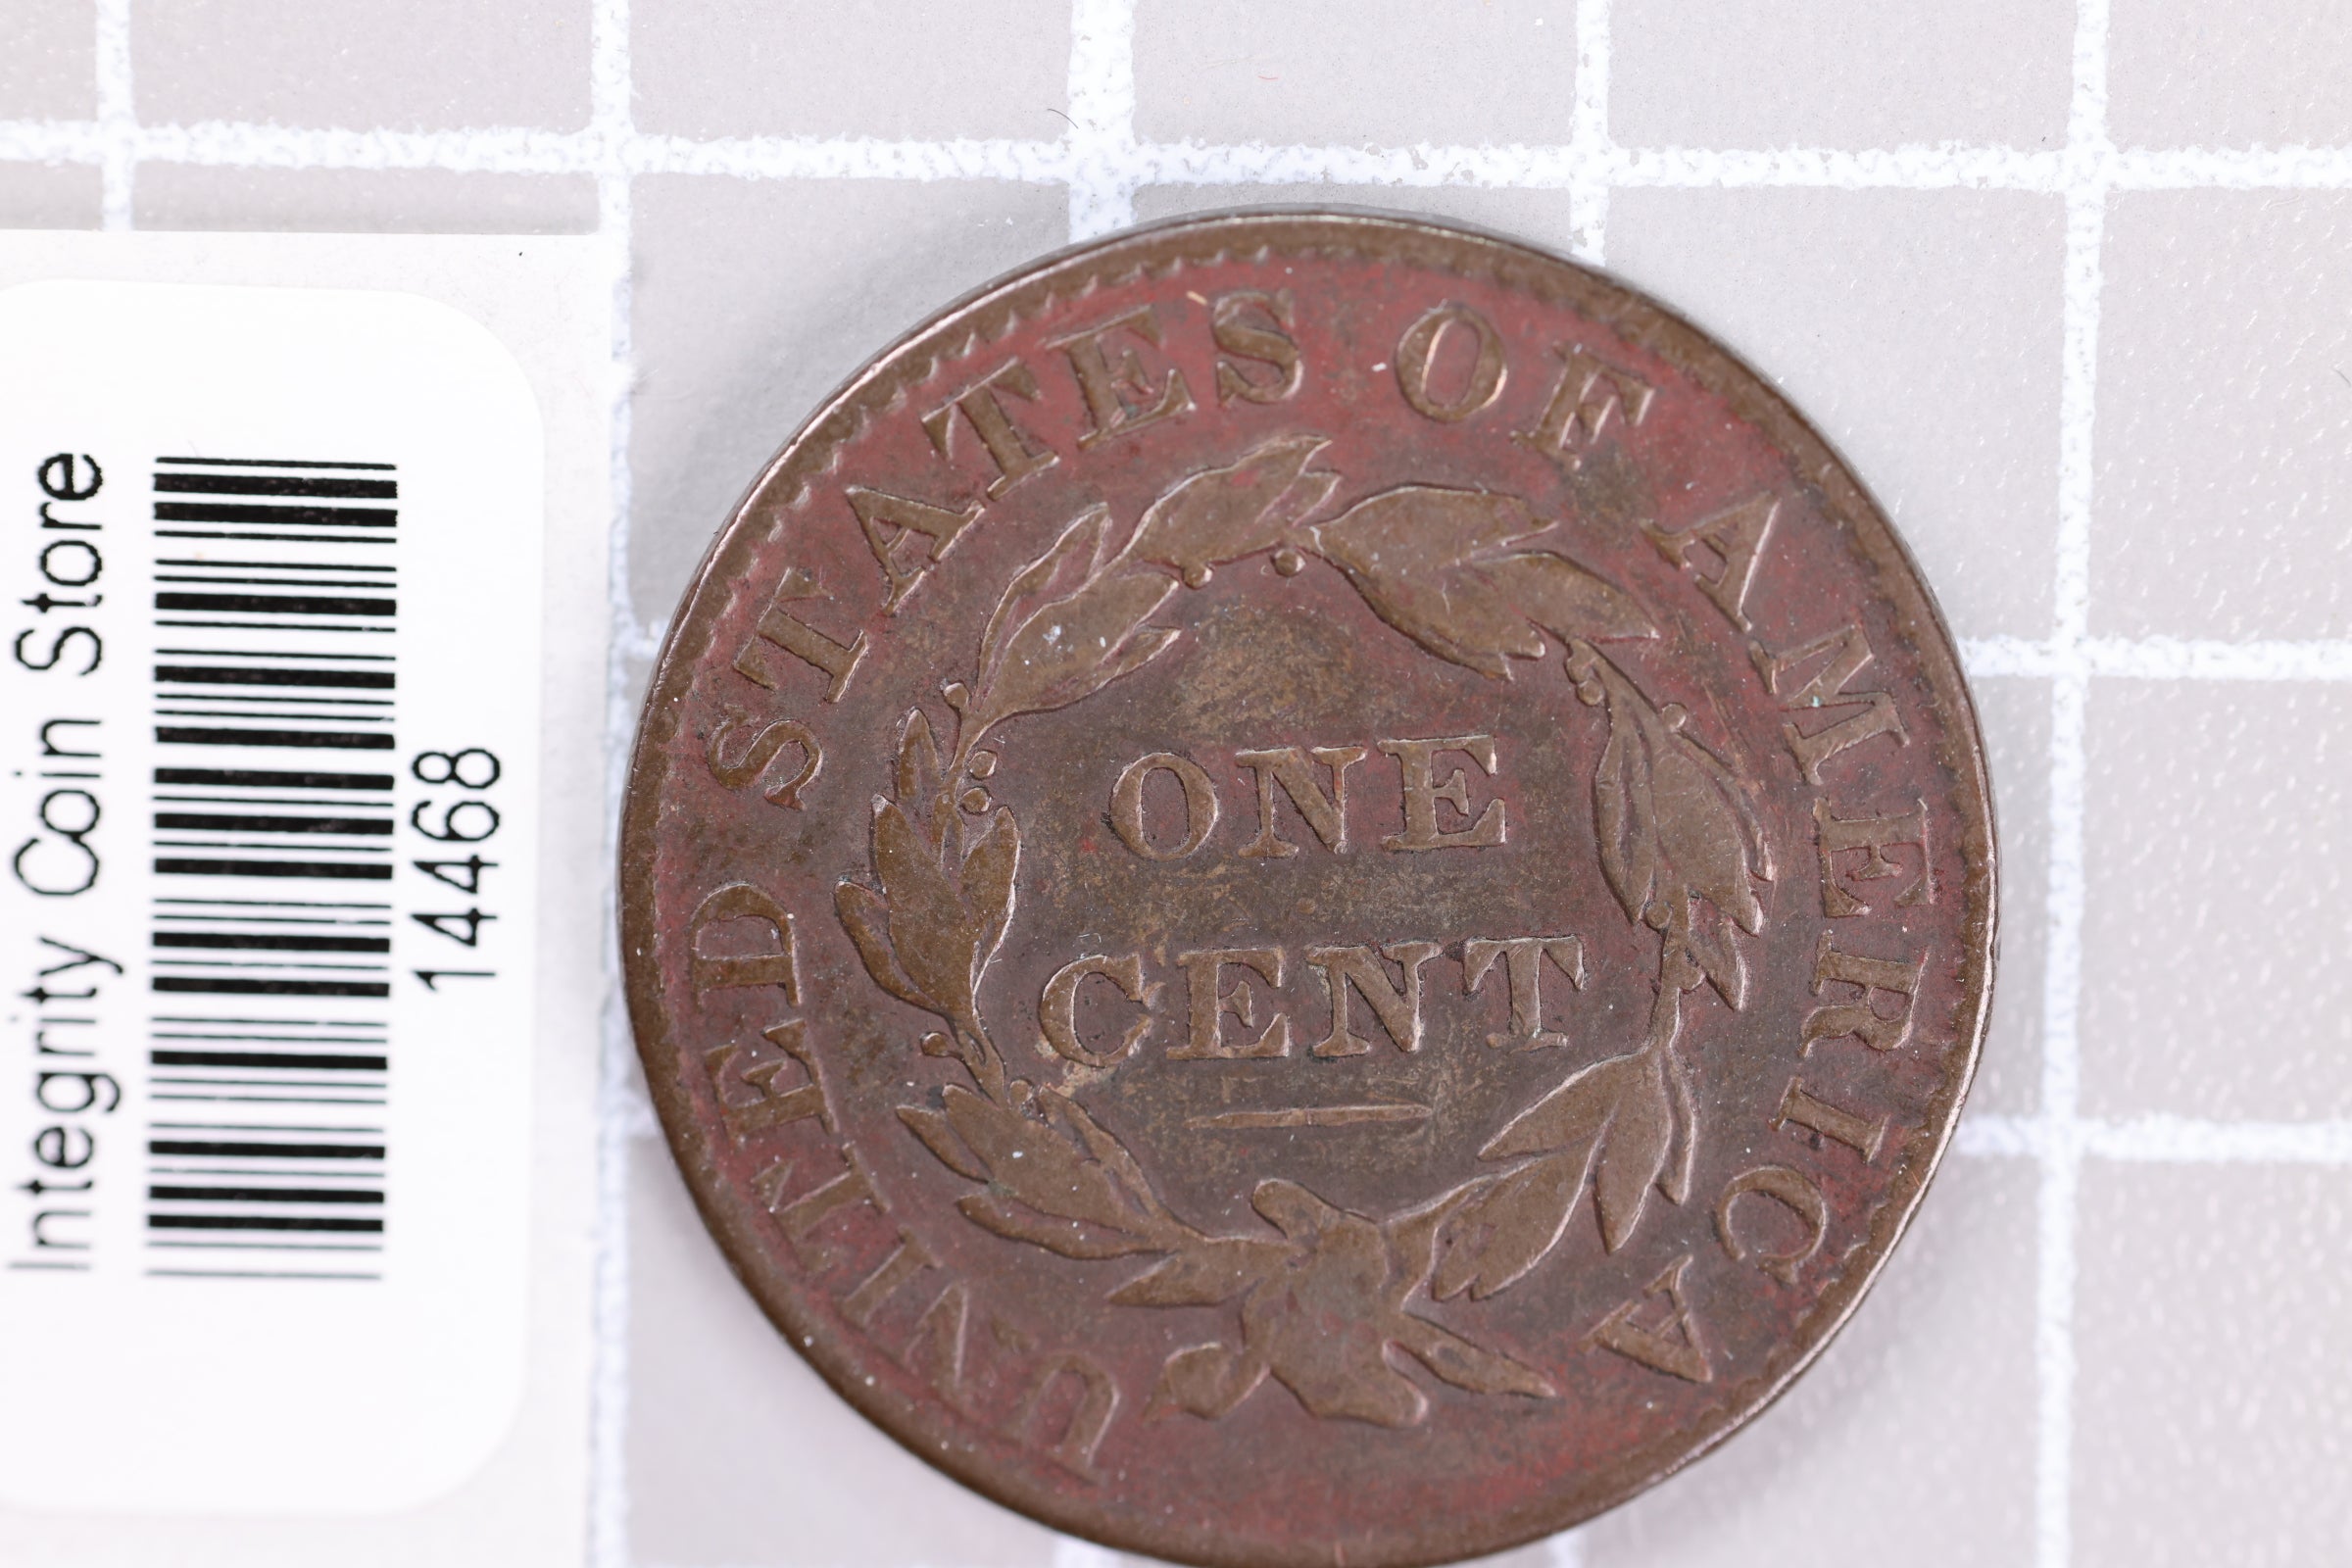 Integrity Coin Store
14468
UNITED STATES OF AMERICA
ONE
CENT